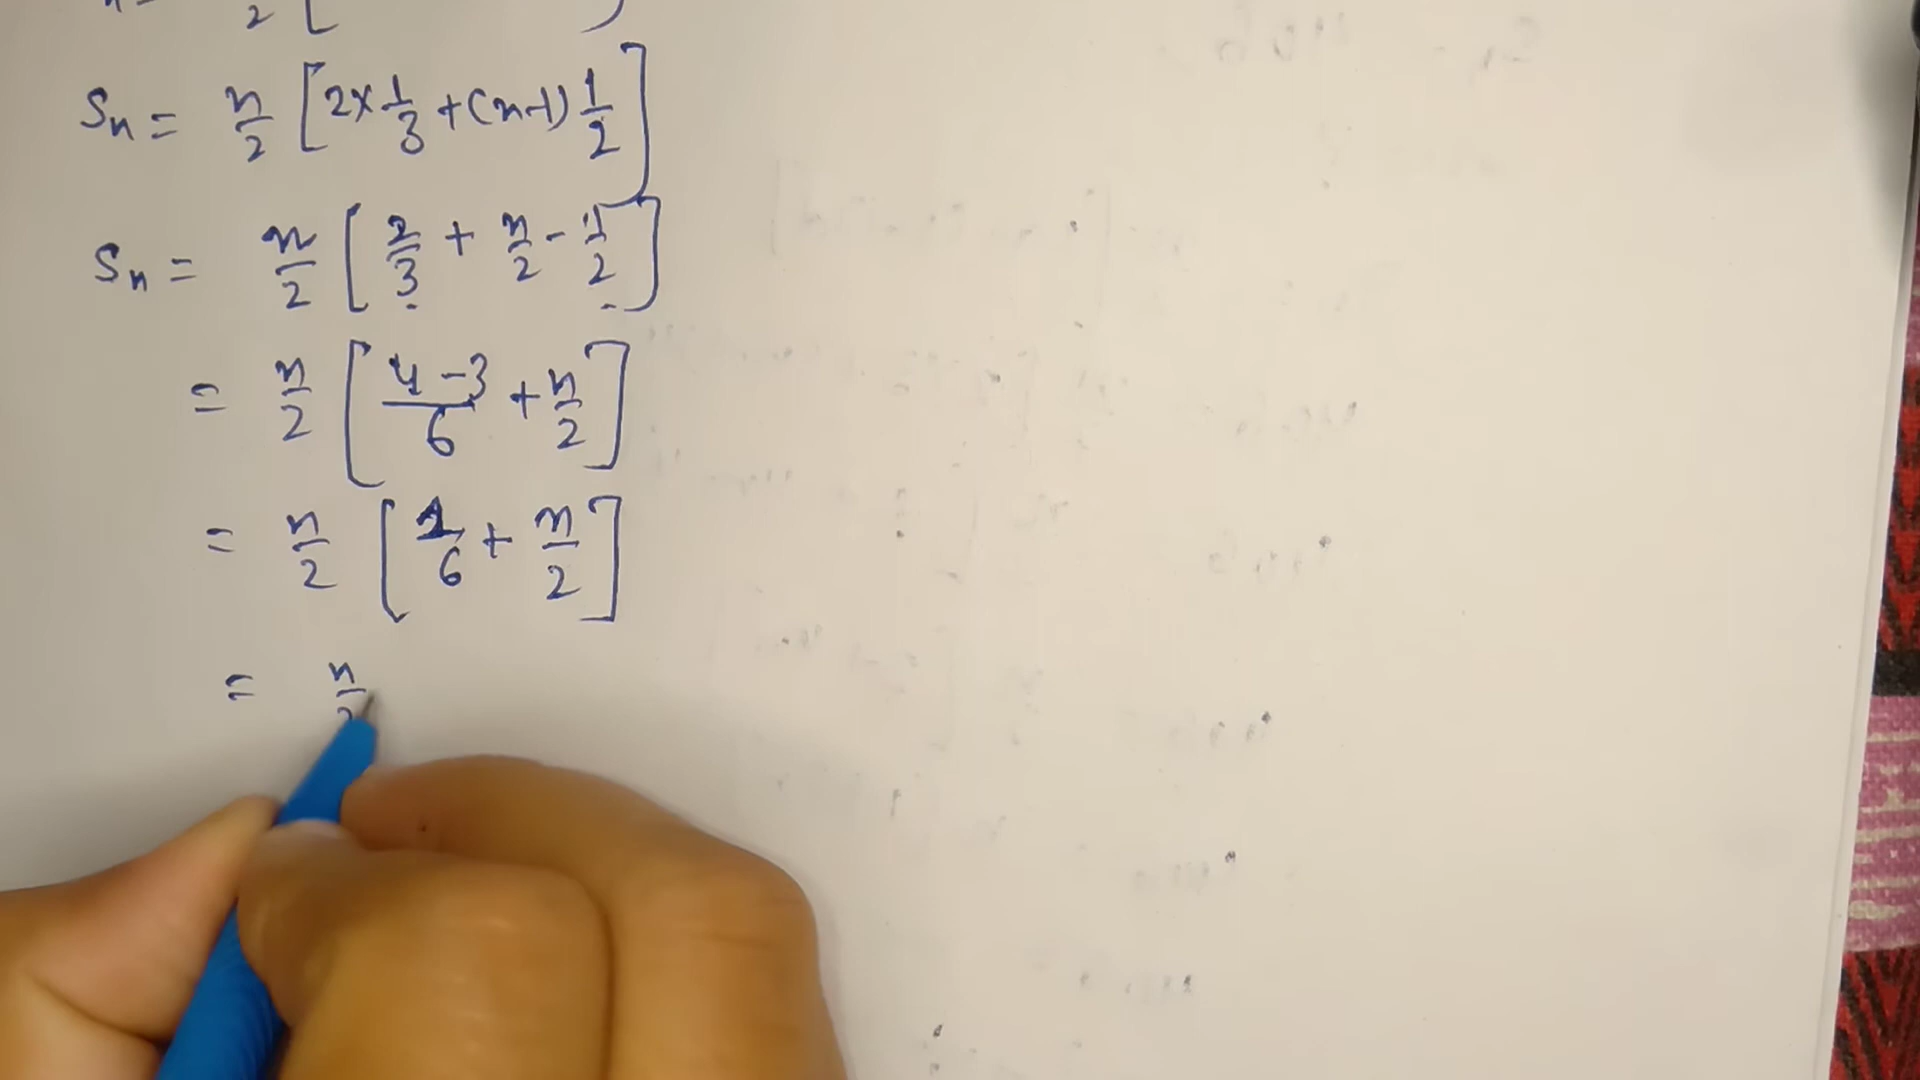 Sn = n/2 [2×1/3+(n-1)1/2]
Sn = n/2 [2/3 + n/2 - 1/2]
= n/2 [4-3/6 + n/2]
= n/2 [1/6 + n/2]
= n/2